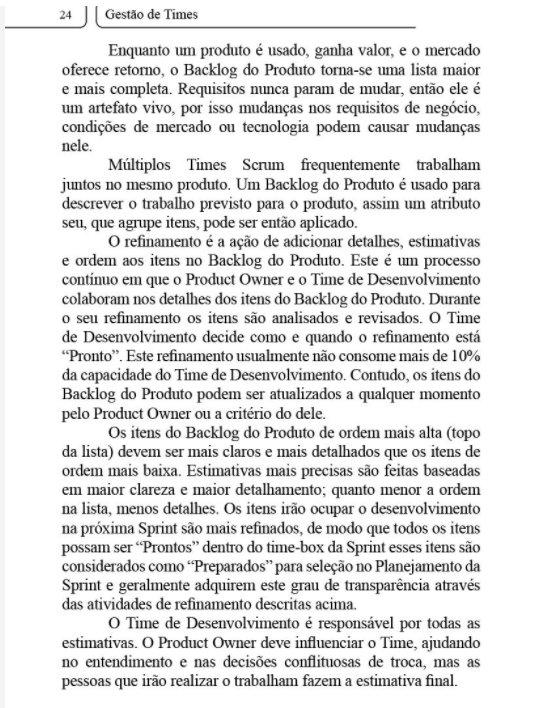 24 Gestão de Times
Enquanto um produto é usado, ganha valor, e o mercado
oferece retorno, o Backlog do Produto torna-se uma lista maior
e mais completa. Requisitos nunca param de mudar, então ele é
um artefato vivo, por isso mudanças nos requisitos de negócio,
condições de mercado ou tecnologia podem causar mudanças
nele.
Múltiplos Times Scrum frequentemente trabalham
juntos no mesmo produto. Um Backlog do Produto é usado para
descrever o trabalho previsto para o produto, assim um atributo
seu, que agrupe itens, pode ser então aplicado.
O refinamento é a ação de adicionar detalhes, estimativas
e ordem aos itens no Backlog do Produto. Este é um processo
contínuo em que o Product Owner e o Time de Desenvolvimento
colaboram nos detalhes dos itens do Backlog do Produto. Durante
o seu refinamento os itens são analisados e revisados. O Time
de Desenvolvimento decide como e quando o refinamento está
“Pronto”. Este refinamento usualmente não consome mais de 10%
da capacidade do Time de Desenvolvimento. Contudo, os itens do
Backlog do Produto podem ser atualizados a qualquer momento
pelo Product Owner ou a critério do dele.
Os itens do Backlog do Produto de ordem mais alta (topo
da lista) devem ser mais claros e mais detalhados que os itens de
ordem mais baixa. Estimativas mais precisas são feitas baseadas
em maior clareza e maior detalhamento; quanto menor a ordem
na lista, menos detalhes. Os itens irão ocupar o desenvolvimento
na próxima Sprint são mais refinados, de modo que todos os itens
possam ser “Prontos” dentro do time-box da Sprint esses itens são
considerados como “Preparados” para seleção no Planejamento da
Sprint e geralmente adquirem este grau de transparência através
das atividades de refinamento descritas acima.
O Time de Desenvolvimento é responsável por todas as
estimativas. O Product Owner deve influenciar o Time, ajudando
no entendimento e nas decisões conflituosas de troca, mas as
pessoas que irão realizar o trabalham fazem a estimativa final.